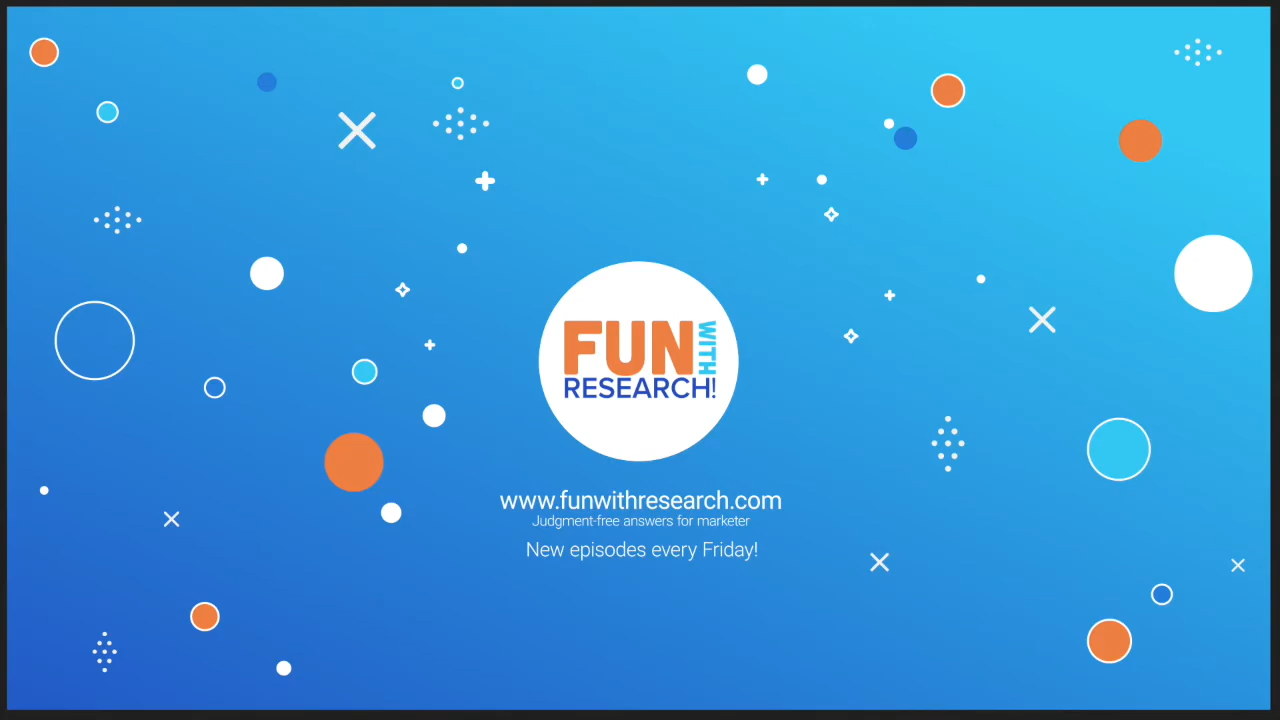 FUN WITH
RESEARCH!
www.funwithresearch.com
Judgment-free answers for marketer
New episodes every Friday!